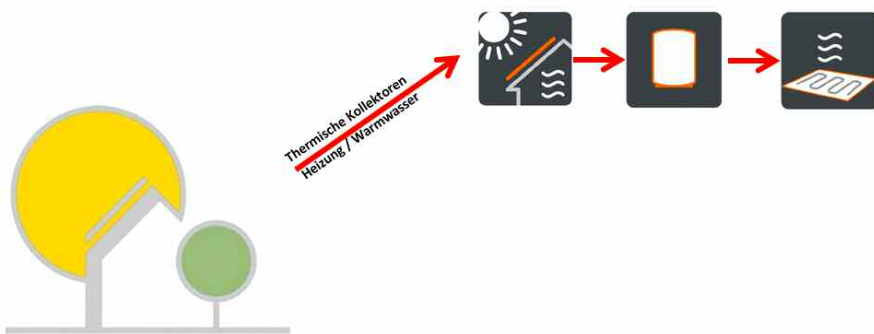 Thermische Kollektoren
Heizung / Warmwasser